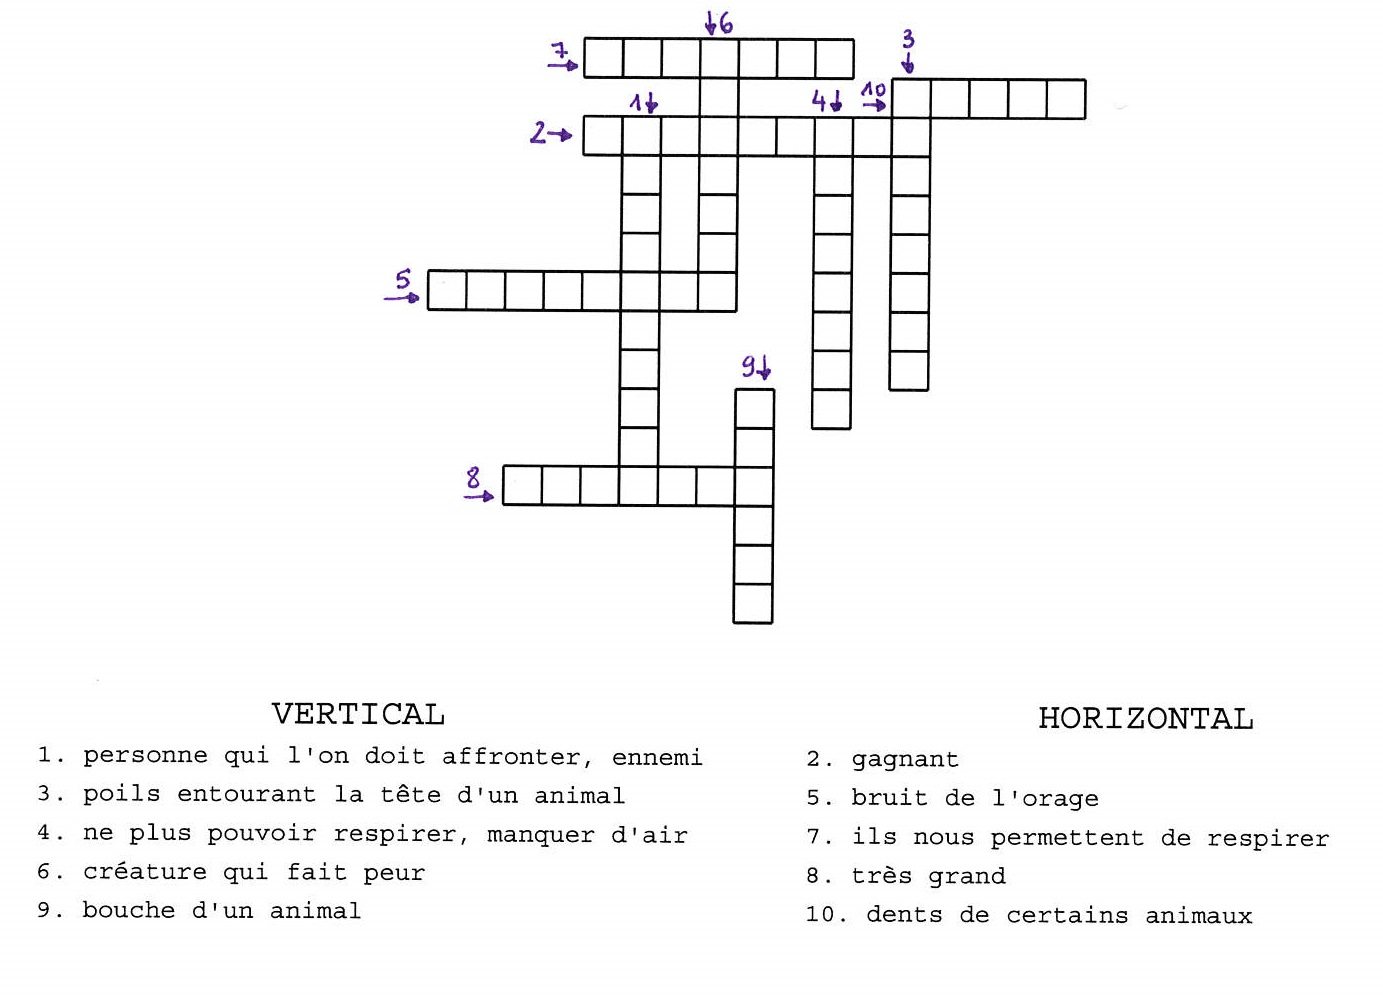 ↓6
7→
3↓
1↓
4↓
10→
2→
5→
9↓
8→
VERTICAL
1. personne qui l'on doit affronter, ennemi
3. poils entourant la tête d'un animal
4. ne plus pouvoir respirer, manquer d'air
6. créature qui fait peur
9. bouche d'un animal
HORIZONTAL
2. gagnant
5. bruit de l'orage
7. ils nous permettent de respirer
8. très grand
10. dents de certains animaux